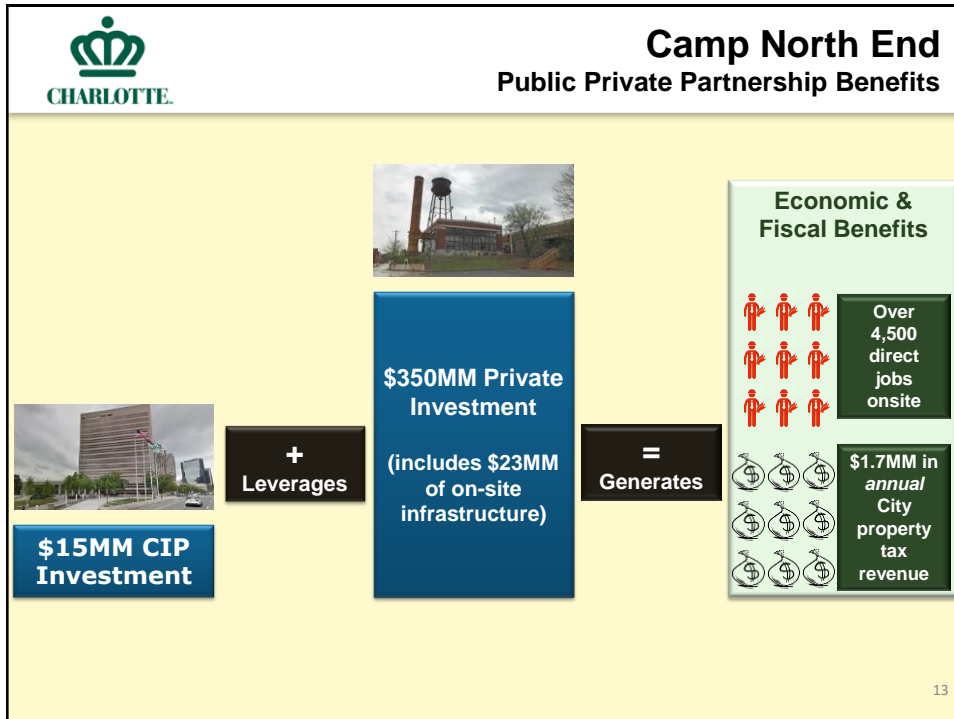 CHARLOTTE.
Camp North End
Public Private Partnership Benefits
$15MM CIP
Investment
+
Leverages
$350MM Private
Investment
(includes $23MM
of on-site
infrastructure)
=
Generates
Economic &
Fiscal Benefits
Over
4,500
direct
jobs
onsite
$1.7MM in
annual
City
property
tax
revenue
13